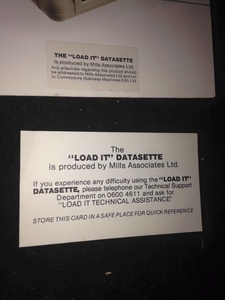 THE "LOAD IT" DATASETTE
is produced by Mills Associates Ltd.
Any enquiries regarding this product should
be addressed to Mills Associates Ltd. and not
to Commodore Business Machines (UK) Ltd.
The
"LOAD IT" DATASETTE
is produced by Mills Associates Ltd.
If you experience any difficulty using the "LOAD IT"
DATASETTE, please telephone our Technical Support
Department on 0600 4611 and ask for
"LOAD IT TECHNICAL ASSISTANCE"
STORE THIS CARD IN A SAFE PLACE FOR QUICK REFERENCE